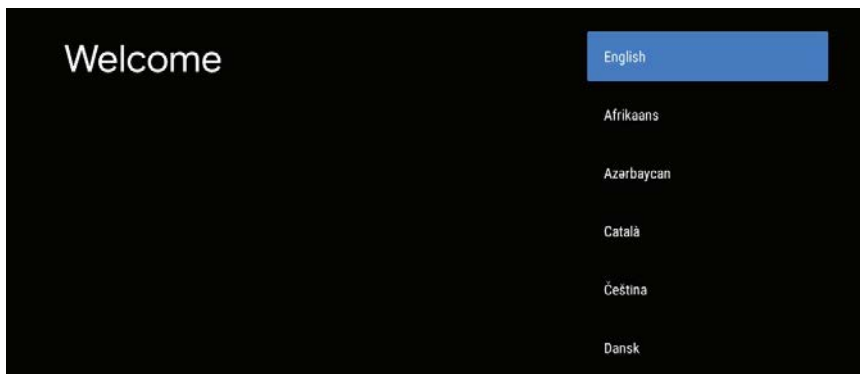 Welcome
English
Afrikaans
Azərbaycan
Català
Čeština
Dansk